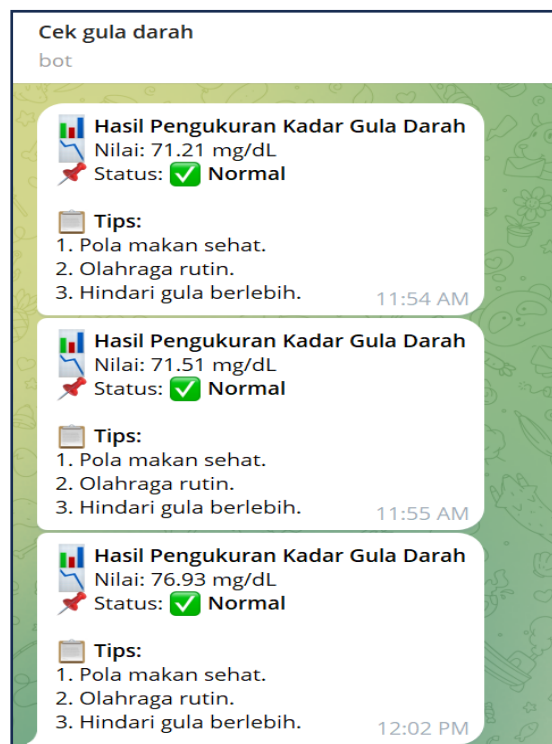 Cek gula darah
bot
Hasil Pengukuran Kadar Gula Darah
Nilai: 71.21 mg/dL
Status: ✅ Normal
Tips:
1. Pola makan sehat.
2. Olahraga rutin.
3. Hindari gula berlebih.
11:54 AM
Hasil Pengukuran Kadar Gula Darah
Nilai: 71.51 mg/dL
Status: ✅ Normal
Tips:
1. Pola makan sehat.
2. Olahraga rutin.
3. Hindari gula berlebih.
11:55 AM
Hasil Pengukuran Kadar Gula Darah
Nilai: 76.93 mg/dL
Status: ✅ Normal
Tips:
1. Pola makan sehat.
2. Olahraga rutin.
3. Hindari gula berlebih.
12:02 PM